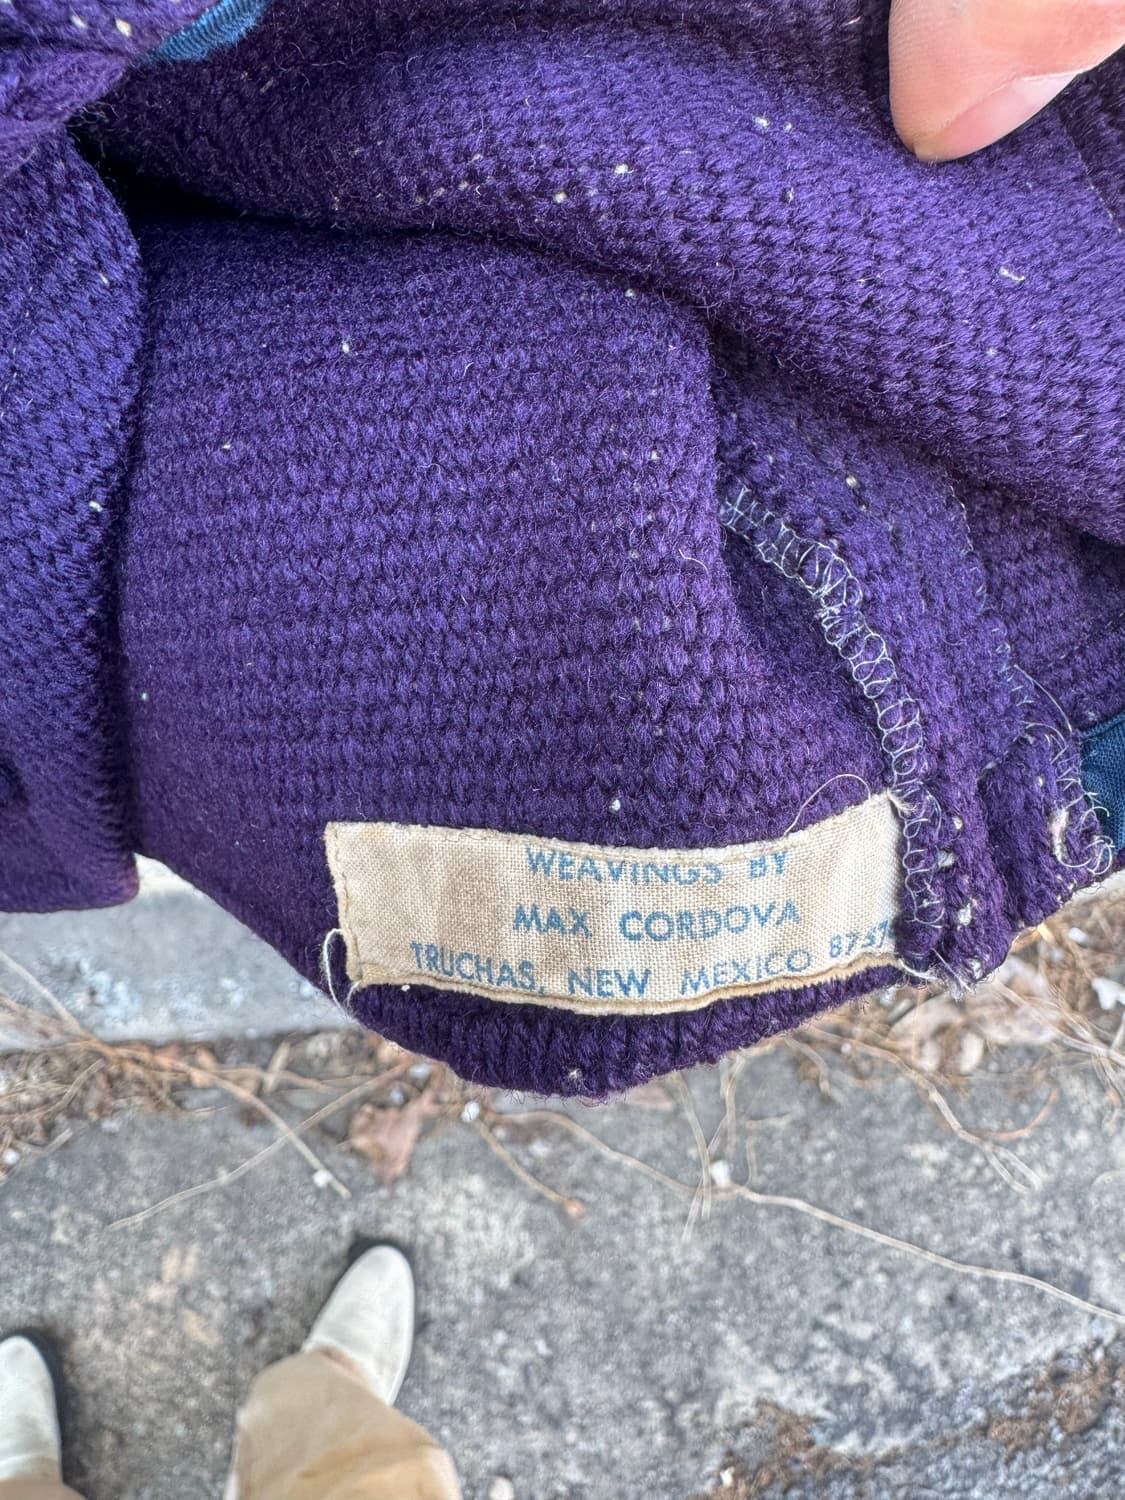 WEAVINGS BY
MAX CORDOVA
TRUCHAS, NEW MEXICO